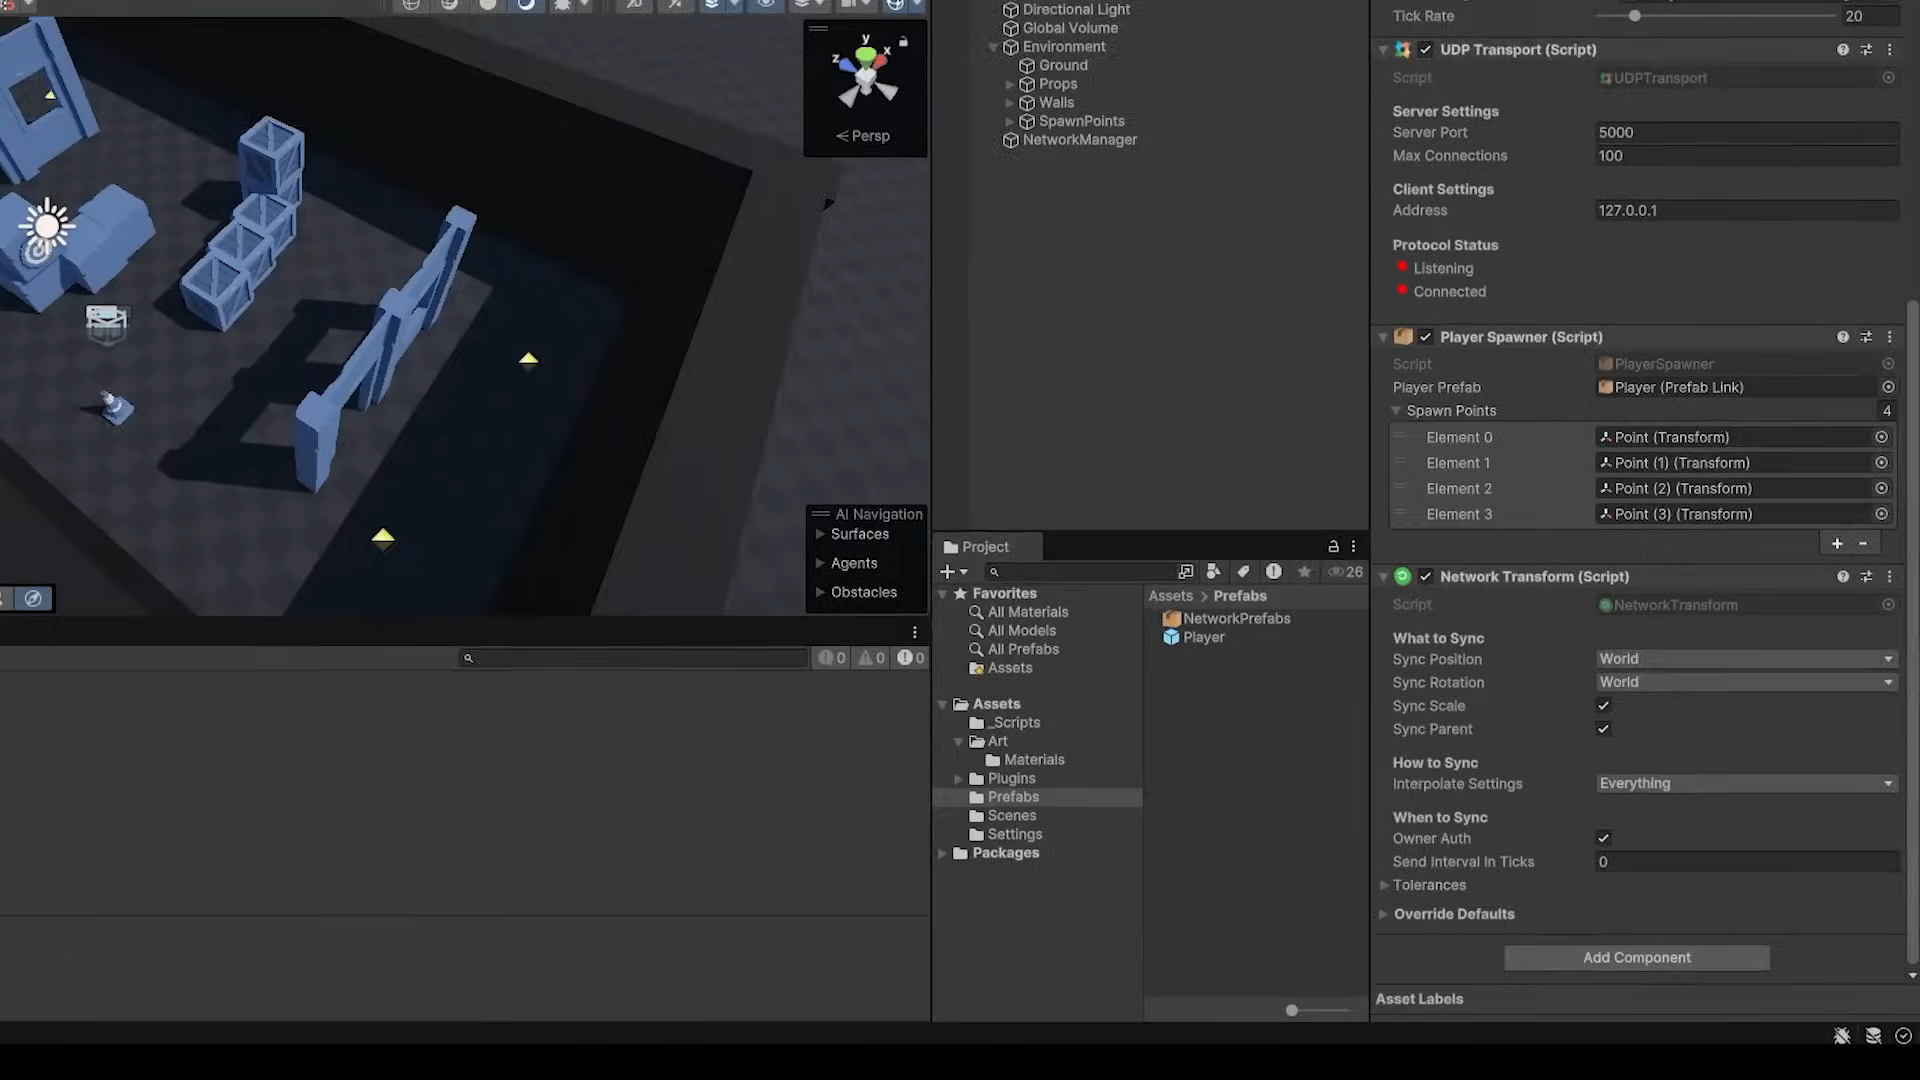 y
x
z
Persp
AI Navigation
Surfaces
Agents
Obstacles
0
0
0
Directional Light
Global Volume
Environment
Ground
Props
Walls
SpawnPoints
NetworkManager
Project
26
Favorites
All Materials
All Models
All Prefabs
Assets
Assets
_Scripts
Art
Materials
Plugins
Prefabs
Scenes
Settings
Packages
Assets > Prefabs
NetworkPrefabs
Player
Tick Rate 20
UDP Transport (Script)
Script UDPTransport
Server Settings
Server Port 5000
Max Connections 100
Client Settings
Address 127.0.0.1
Protocol Status
Listening
Connected
Player Spawner (Script)
Script PlayerSpawner
Player Prefab Player (Prefab Link)
Spawn Points 4
Element 0 Point (Transform)
Element 1 Point (1) (Transform)
Element 2 Point (2) (Transform)
Element 3 Point (3) (Transform)
Network Transform (Script)
Script NetworkTransform
What to Sync
Sync Position World
Sync Rotation World
Sync Scale
Sync Parent
How to Sync
Interpolate Settings Everything
When to Sync
Owner Auth
Send Interval In Ticks 0
Tolerances
Override Defaults
Add Component
Asset Labels